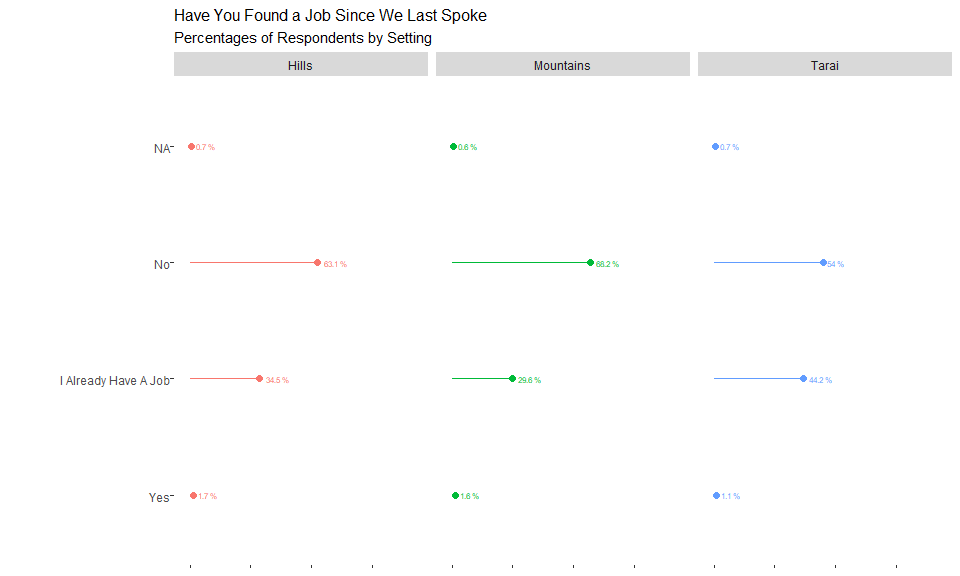 Have You Found a Job Since We Last Spoke
Percentages of Respondents by Setting
Hills Mountains Tarai
NA 0.7 % 0.6 % 0.7 %
No 63.1 % 68.2 % 54 %
I Already Have A Job 34.5 % 29.6 % 44.2 %
Yes 1.7 % 1.6 % 1.1 %